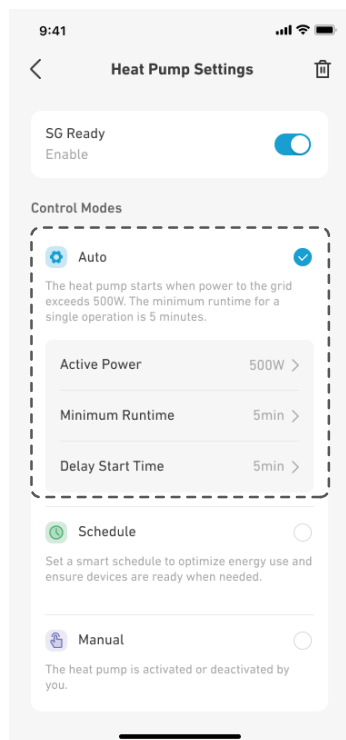 9:41
Heat Pump Settings
SG Ready
Enable
Control Modes
Auto
The heat pump starts when power to the grid
exceeds 500W. The minimum runtime for a
single operation is 5 minutes.
Active Power 500W
Minimum Runtime 5min
Delay Start Time 5min
Schedule
Set a smart schedule to optimize energy use and
ensure devices are ready when needed.
Manual
The heat pump is activated or deactivated by
you.